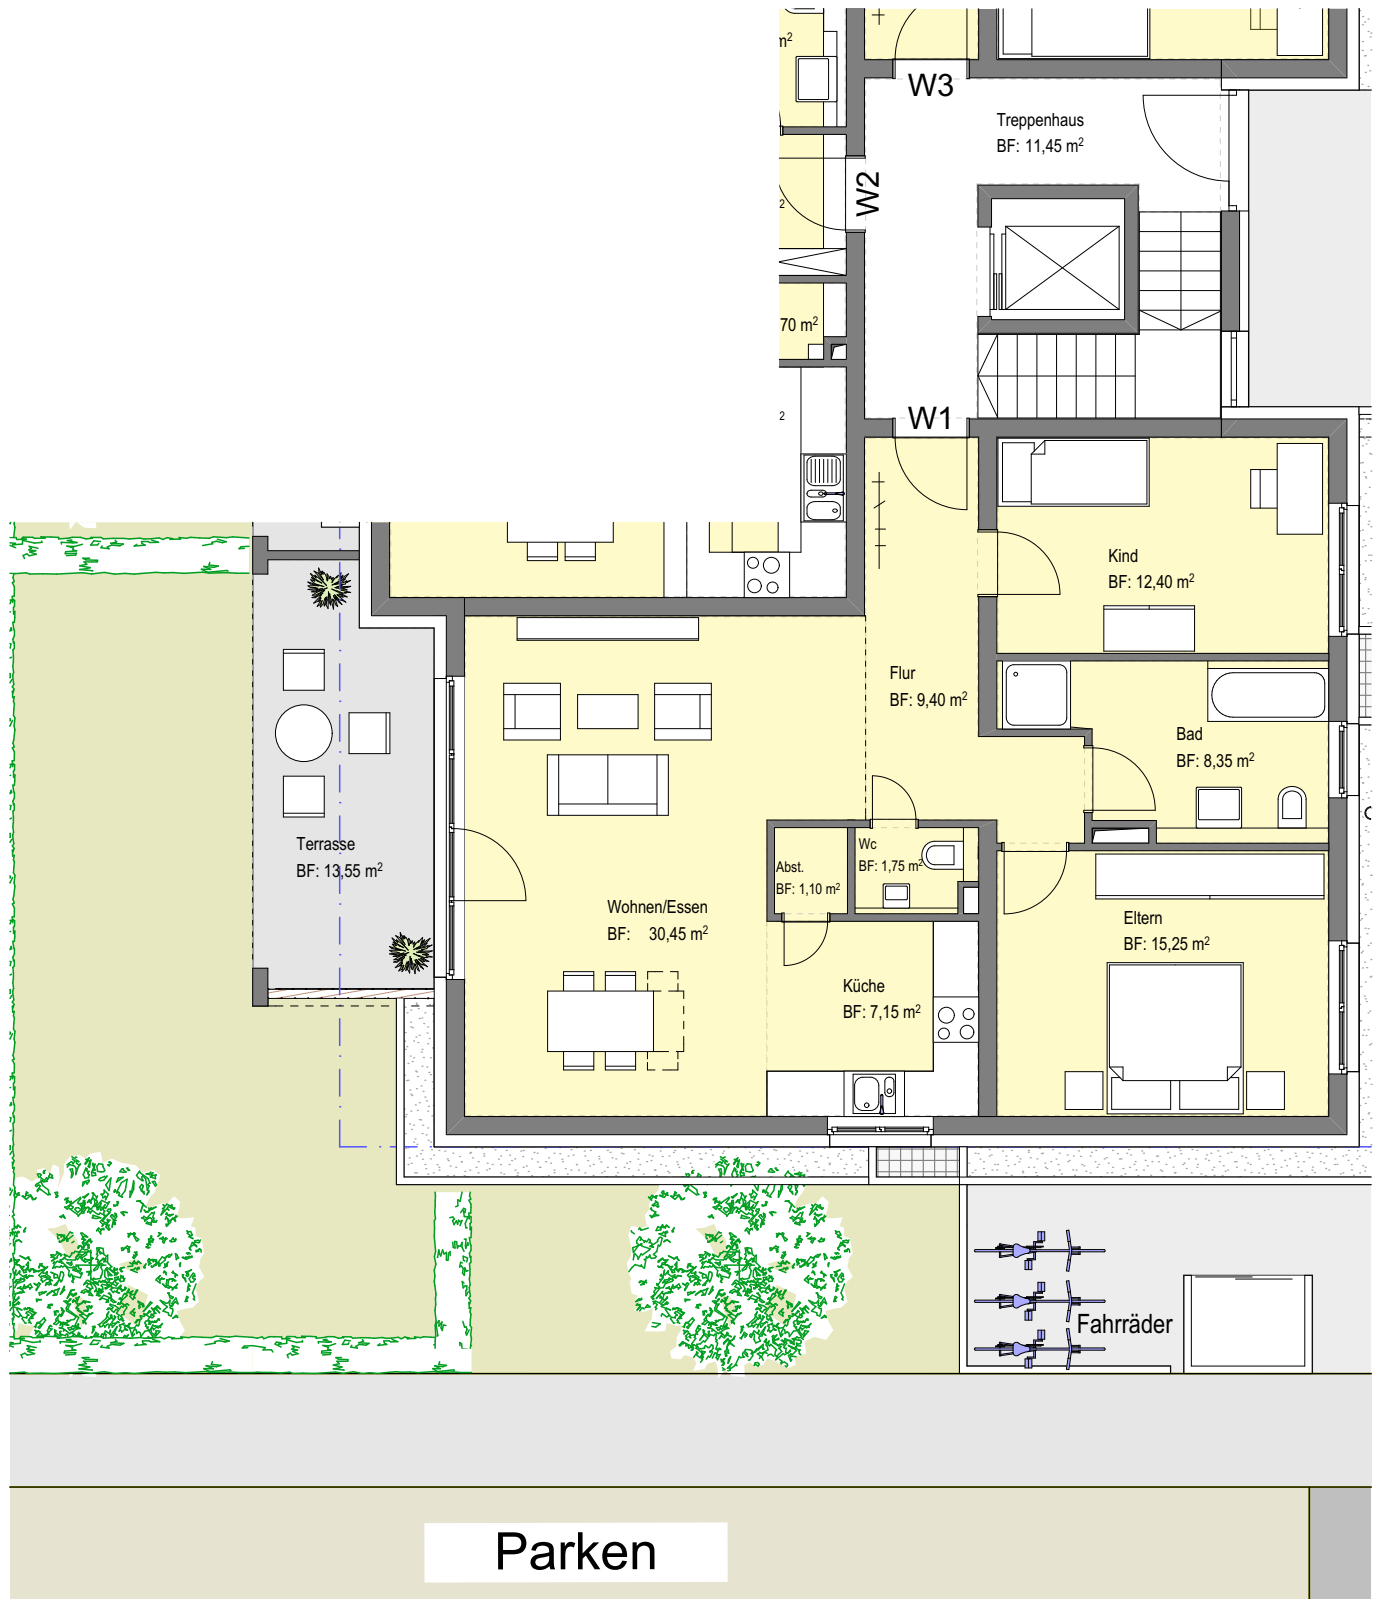 m²
W3
Treppenhaus
BF: 11,45 m²
W2
2
70 m²
2
W1
Kind
BF: 12,40 m²
Flur
BF: 9,40 m²
Bad
BF: 8,35 m²
Terrasse
BF: 13,55 m²
Wc
BF: 1,75 m²
Abst.
BF: 1,10 m²
Wohnen/Essen
BF: 30,45 m²
Eltern
BF: 15,25 m²
Küche
BF: 7,15 m²
Fahrräder
Parken